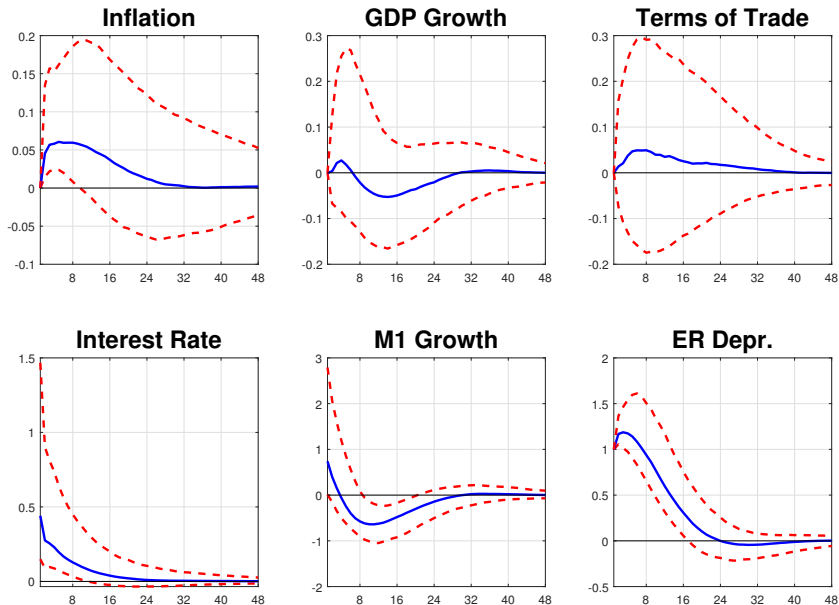 Inflation GDP Growth Terms of Trade
0.2 0.3 0.3
0.15 0.2 0.2
0.1 0.1 0.1
0.05 0 0
0 -0.1 -0.1
-0.05 -0.2 -0.2
-0.1
8 16 24 32 40 48 8 16 24 32 40 48 8 16 24 32 40 48
Interest Rate M1 Growth ER Depr.
1.5 3 2
1 2 1.5
0.5 1 1
0 0 0.5
-1 0
-2 -0.5
8 16 24 32 40 48 8 16 24 32 40 48 8 16 24 32 40 48